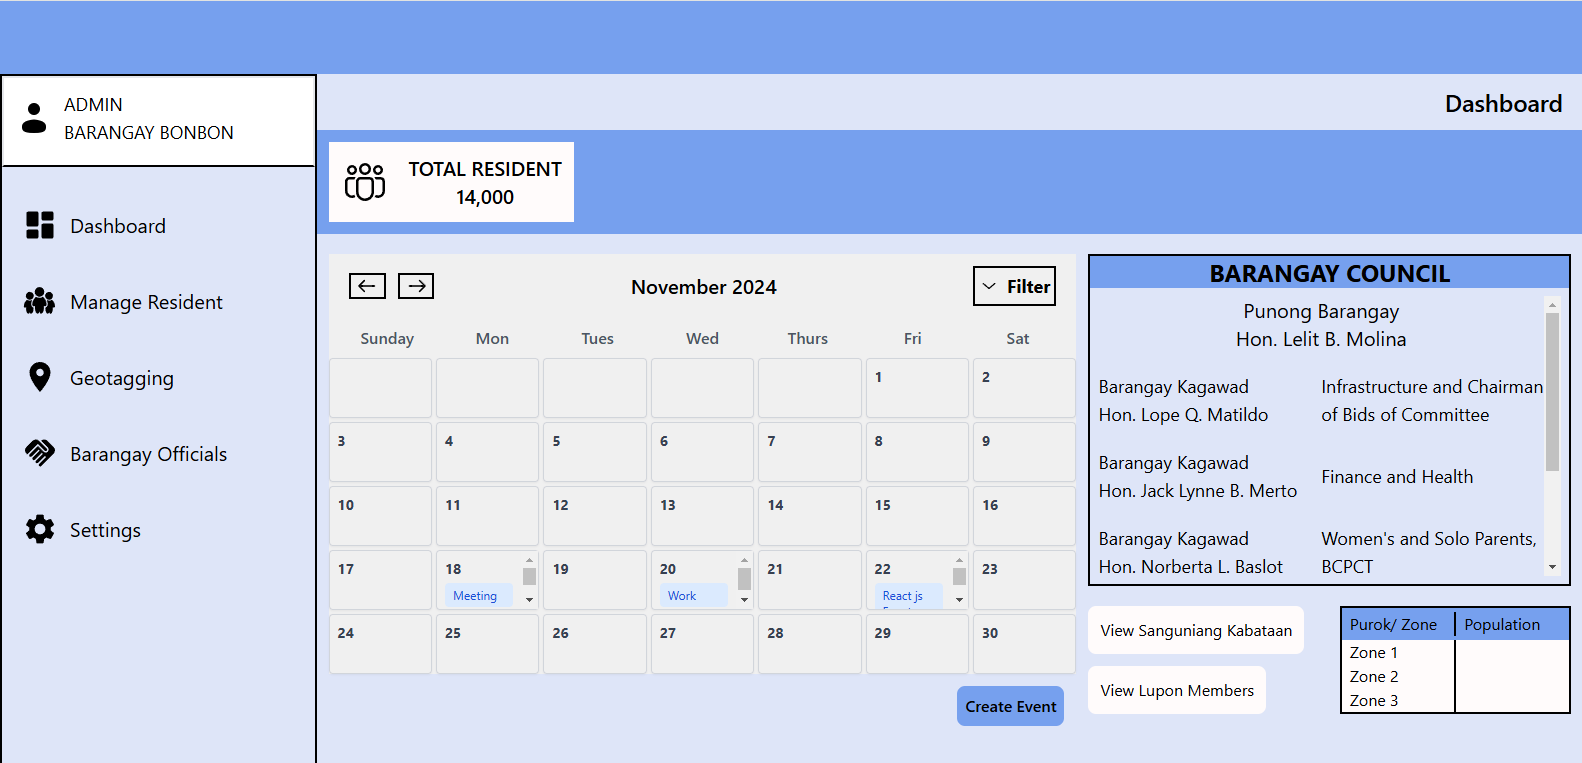 ADMIN
BARANGAY BONBON
Dashboard
Manage Resident
Geotagging
Barangay Officials
Settings
Dashboard
TOTAL RESIDENT
14,000
November 2024
Filter
Sunday Mon Tues Wed Thurs Fri Sat
1 2
3 4 5 6 7 8 9
10 11 12 13 14 15 16
17 18 19 20 21 22 23
Meeting Work React js
24 25 26 27 28 29 30
Create Event
BARANGAY COUNCIL
Punong Barangay
Hon. Lelit B. Molina
Barangay Kagawad
Hon. Lope Q. Matildo
Infrastructure and Chairman
of Bids of Committee
Barangay Kagawad
Hon. Jack Lynne B. Merto
Finance and Health
Barangay Kagawad
Hon. Norberta L. Baslot
Women's and Solo Parents,
BCPCT
View Sanguniang Kabataan
View Lupon Members
Purok/ Zone Population
Zone 1
Zone 2
Zone 3